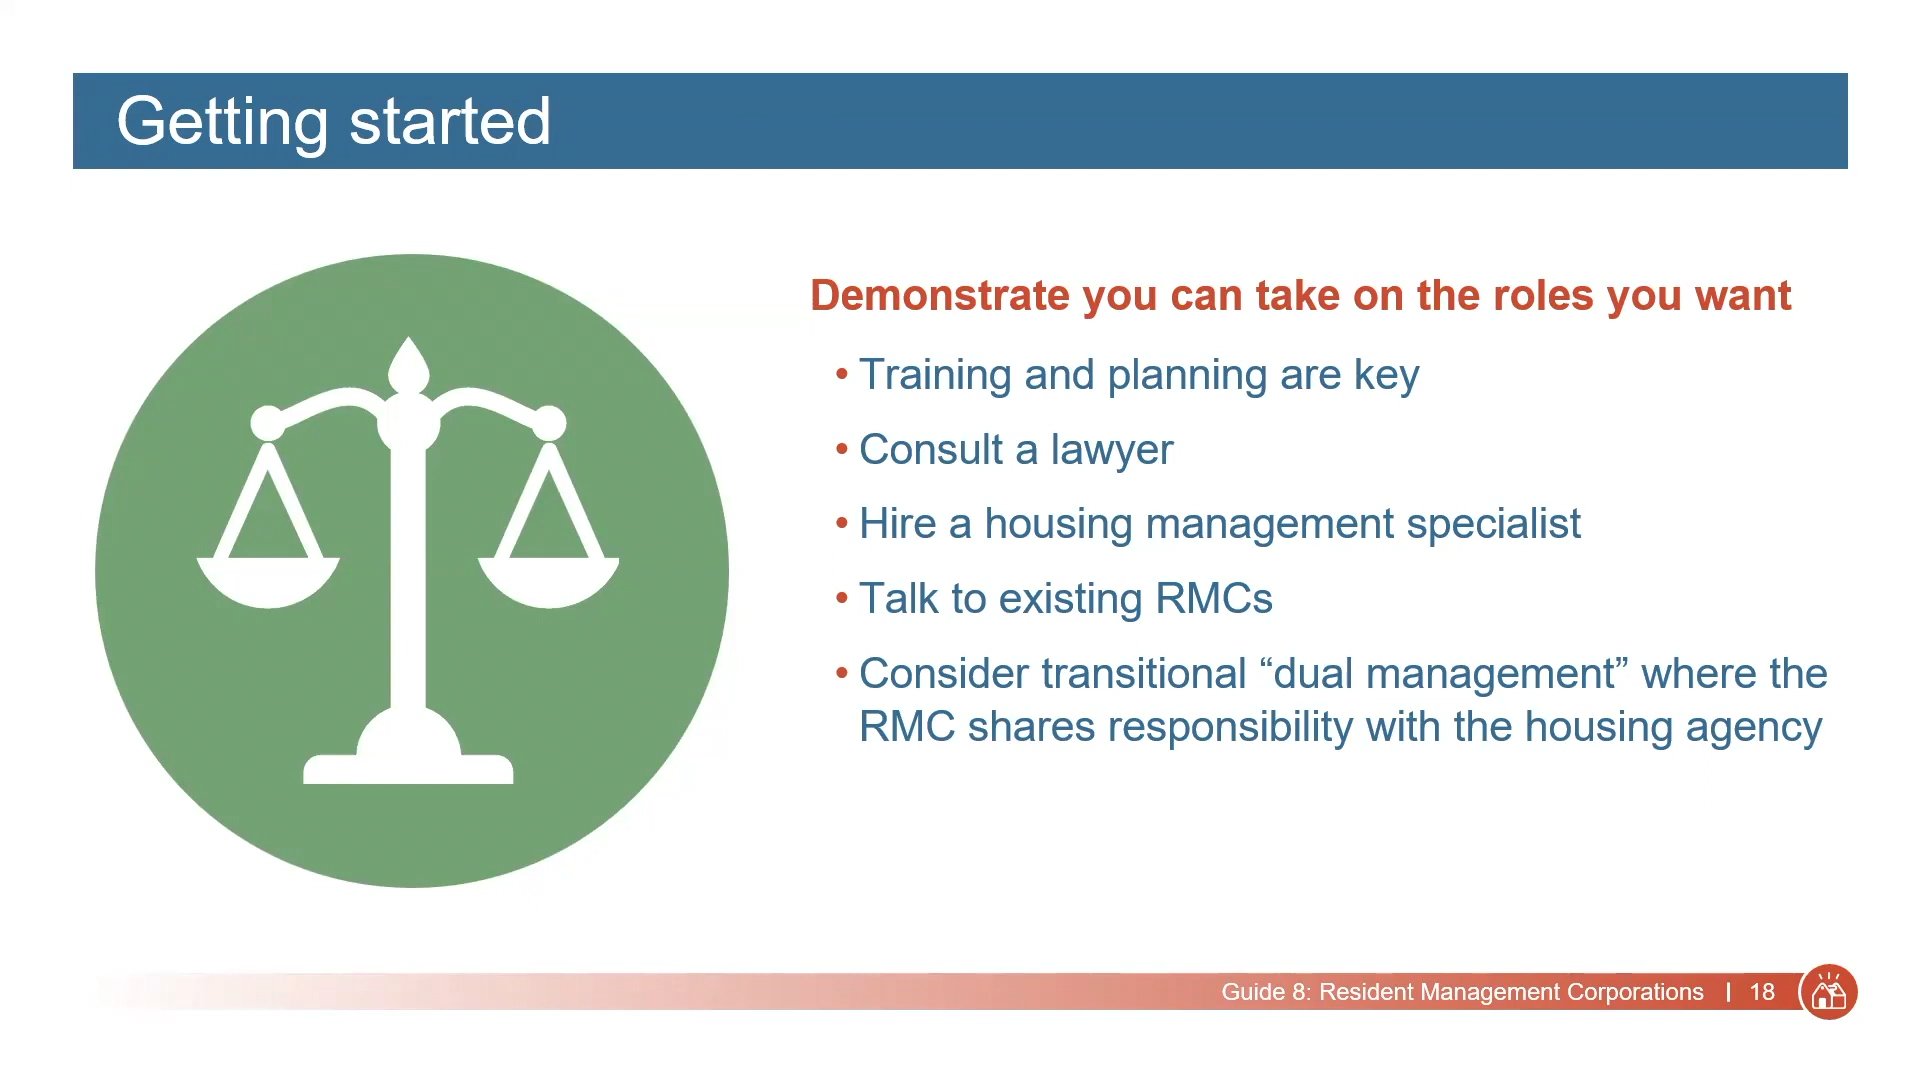 Getting started
Demonstrate you can take on the roles you want
• Training and planning are key
• Consult a lawyer
• Hire a housing management specialist
• Talk to existing RMCs
• Consider transitional “dual management” where the
RMC shares responsibility with the housing agency
Guide 8: Resident Management Corporations | 18